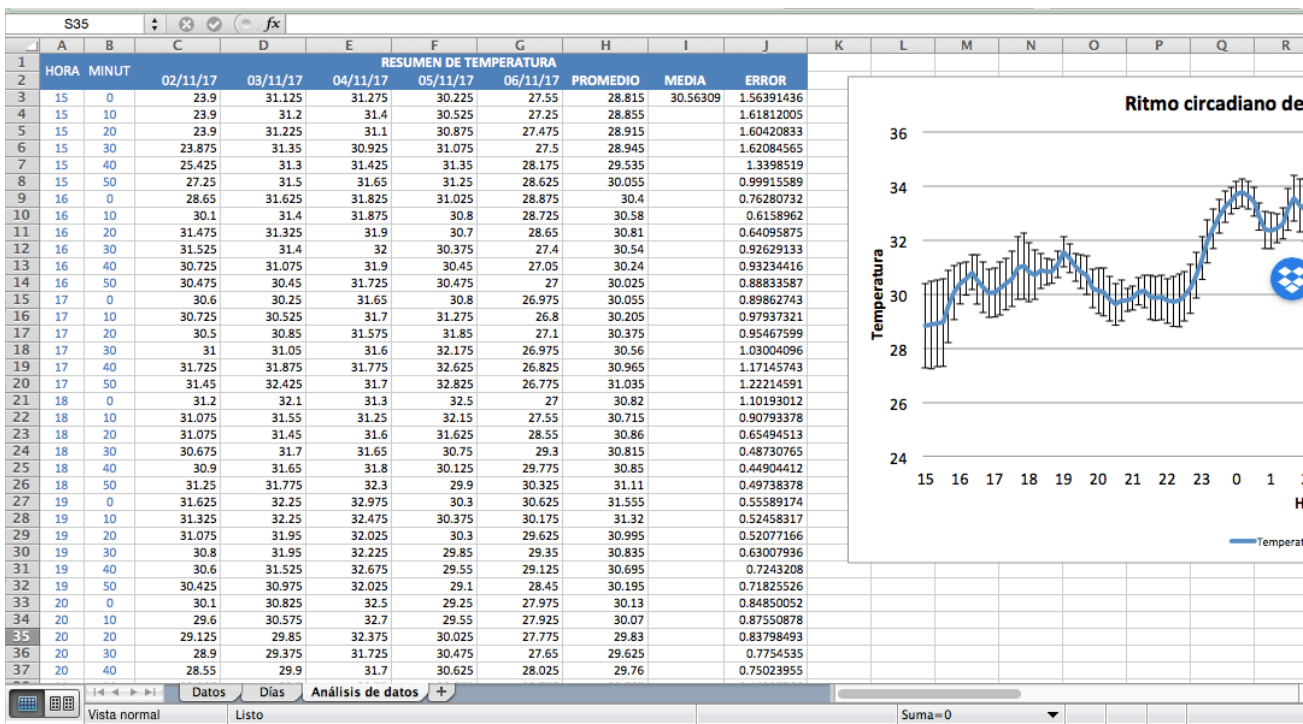 S35 fx
A B C D E F G H I J K L M N O P Q R
1 RESUMEN DE TEMPERATURA
2 HORA MINUT 02/11/17 03/11/17 04/11/17 05/11/17 06/11/17 PROMEDIO MEDIA ERROR
3 15 0 23.9 31.125 31.275 30.225 27.55 28.815 30.56309 1.56391436
4 15 10 23.9 31.2 31.4 30.525 27.25 28.855 1.61812005
5 15 20 23.9 31.225 31.1 30.875 27.475 28.915 1.60420833
6 15 30 23.875 31.35 30.925 31.075 27.5 28.945 1.62084565
7 15 40 25.425 31.3 31.425 31.35 28.175 29.535 1.3398519
8 15 50 27.25 31.5 31.65 31.25 28.625 30.055 0.99915589
9 16 0 28.65 31.625 31.825 31.025 28.875 30.4 0.76280732
10 16 10 30.1 31.4 31.875 30.8 28.725 30.58 0.6158962
11 16 20 31.475 31.325 31.9 30.7 28.65 30.81 0.64095875
12 16 30 31.525 31.4 32 30.375 27.4 30.54 0.92629133
13 16 40 30.725 31.075 31.9 30.45 27.05 30.24 0.93234416
14 16 50 30.475 30.45 31.725 30.475 27 30.025 0.88833587
15 17 0 30.6 30.25 31.65 30.8 26.975 30.055 0.89862743
16 17 10 30.725 30.525 31.7 31.275 26.8 30.205 0.97937321
17 17 20 30.5 30.85 31.575 31.85 27.1 30.375 0.95467599
18 17 30 31 31.05 31.6 32.175 26.975 30.56 1.03004096
19 17 40 31.725 31.875 31.775 32.625 26.825 30.965 1.17145743
20 17 50 31.45 32.425 31.7 32.825 26.775 31.035 1.22214591
21 18 0 31.2 32.1 31.3 32.5 27 30.82 1.10193012
22 18 10 31.075 31.55 31.25 32.15 27.55 30.715 0.90793378
23 18 20 31.075 31.45 31.6 31.625 28.55 30.86 0.65494513
24 18 30 30.675 31.7 31.65 30.75 29.3 30.815 0.48730765
25 18 40 30.9 31.65 31.8 30.125 29.775 30.85 0.44904412
26 18 50 31.25 31.775 32.3 29.9 30.325 31.11 0.49738378
27 19 0 31.625 32.25 32.975 30.3 30.625 31.555 0.55589174
28 19 10 31.325 32.25 32.475 30.375 30.175 31.32 0.52458317
29 19 20 31.075 31.95 32.025 30.3 29.625 30.995 0.52077166
30 19 30 30.8 31.95 32.225 29.85 29.35 30.835 0.63007936
31 19 40 30.6 31.525 32.675 29.55 29.125 30.695 0.7243208
32 19 50 30.425 30.975 32.025 29.1 28.45 30.195 0.71825526
33 20 0 30.1 30.825 32.5 29.25 27.975 30.13 0.84850052
34 20 10 29.6 30.575 32.7 29.55 27.925 30.07 0.87550878
35 20 20 29.125 29.85 32.375 30.025 27.775 29.83 0.83798493
36 20 30 28.9 29.375 31.725 30.475 27.65 29.625 0.7754535
37 20 40 28.55 29.9 31.7 30.625 28.025 29.76 0.75023955
Ritmo circadiano de
36
34
32
30
28
26
24
Temperatura
15 16 17 18 19 20 21 22 23 0 1
H
Temperat
Datos Días Análisis de datos +
Vista normal Listo Suma=0